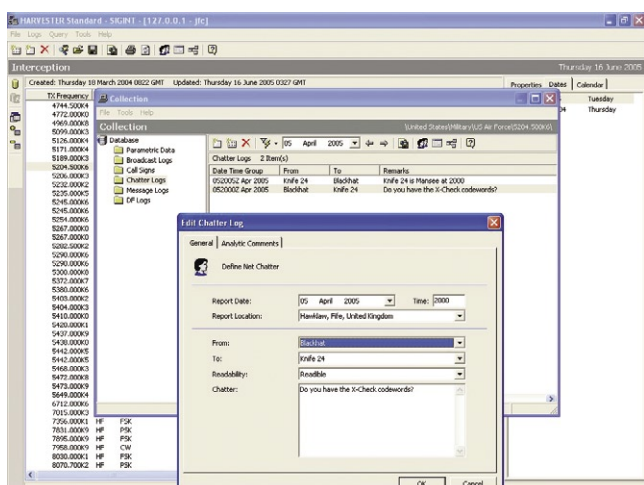 HARVESTER Standard - SIGINT - [127.0.0.1 - jfc]
File Logs Query Tools Help
Interception
Thursday 16 June 2005
Created: Thursday 18 March 2004 0822 GMT Updated: Thursday 16 June 2005 0327 GMT
Properties Dates Calendar
TX Frequency
Tuesday
Thursday
4744.500K4
4772.000K0
4969.000K8
5099.000K3
5126.000K4
5171.000K4
5189.000K3
5204.500K6
5206.000K3
5232.000K2
5235.000K5
5245.000K6
5245.000K6
5254.000K6
5267.000K0
5267.000K0
5282.500K2
5290.000K6
5290.000K6
5300.000K8
5372.000K7
5380.000K6
5403.000K2
5404.000K3
5410.000K0
5420.000K1
5437.000K9
5438.000K0
5442.000K5
5442.000K5
5468.000K3
5472.000K8
5473.000K9
5649.000K4
6712.000K6
7015.000K3
7356.000K1 HF FSK
7831.000K9 HF PSK
7895.000K9 HF PSK
7958.000K9 HF CW
8030.000K1 HF PSK
8070.700K2 HF PSK
Collection
File Tools Help
Collection
\United States\Military\US Air Force\5204.500K6\
Database
Parametric Data
Broadcast Logs
Call Signs
Chatter Logs
Message Logs
DF Logs
05 April 2005
Chatter Logs 2 Item(s)
Date Time Group From To Remarks
052005Z Apr 2005 Knife 24 Blackhat Knife 24 is Mansee at 2000
052000Z Apr 2005 Blackhat Knife 24 Do you have the X-Check codewords?
Edit Chatter Log
General Analytic Comments
Define Net Chatter
Report Date: 05 April 2005 Time: 2000
Report Location: Hawklaw, Fife, United Kingdom
From: Blackhat
To: Knife 24
Readability: Readible
Chatter: Do you have the X-Check codewords?
OK Cancel